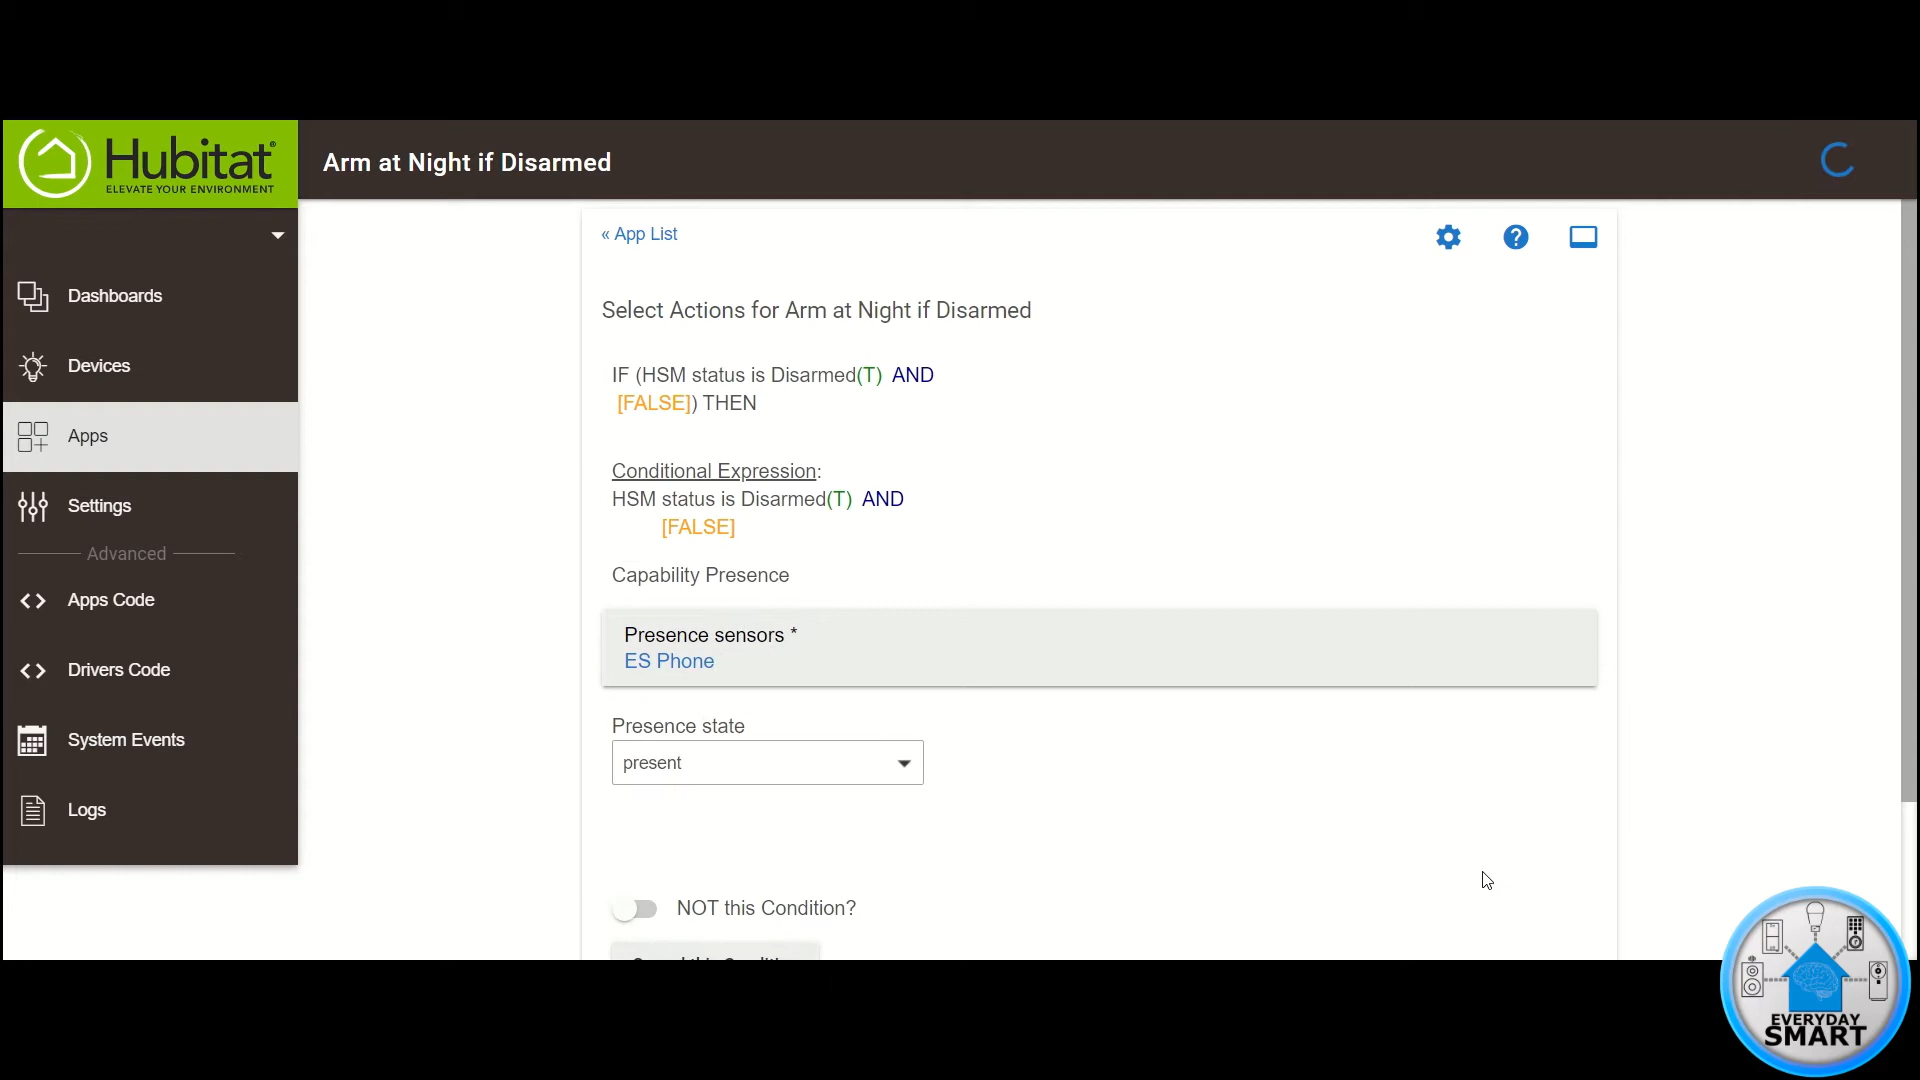 Hubitat®
ELEVATE YOUR ENVIRONMENT
Arm at Night if Disarmed
« App List
Dashboards
Devices
Apps
Settings
Advanced
Apps Code
Drivers Code
System Events
Logs
Select Actions for Arm at Night if Disarmed
IF (HSM status is Disarmed(T) AND
[FALSE]) THEN
Conditional Expression:
HSM status is Disarmed(T) AND
[FALSE]
Capability Presence
Presence sensors *
ES Phone
Presence state
present
NOT this Condition?
EVERYDAY
SMART